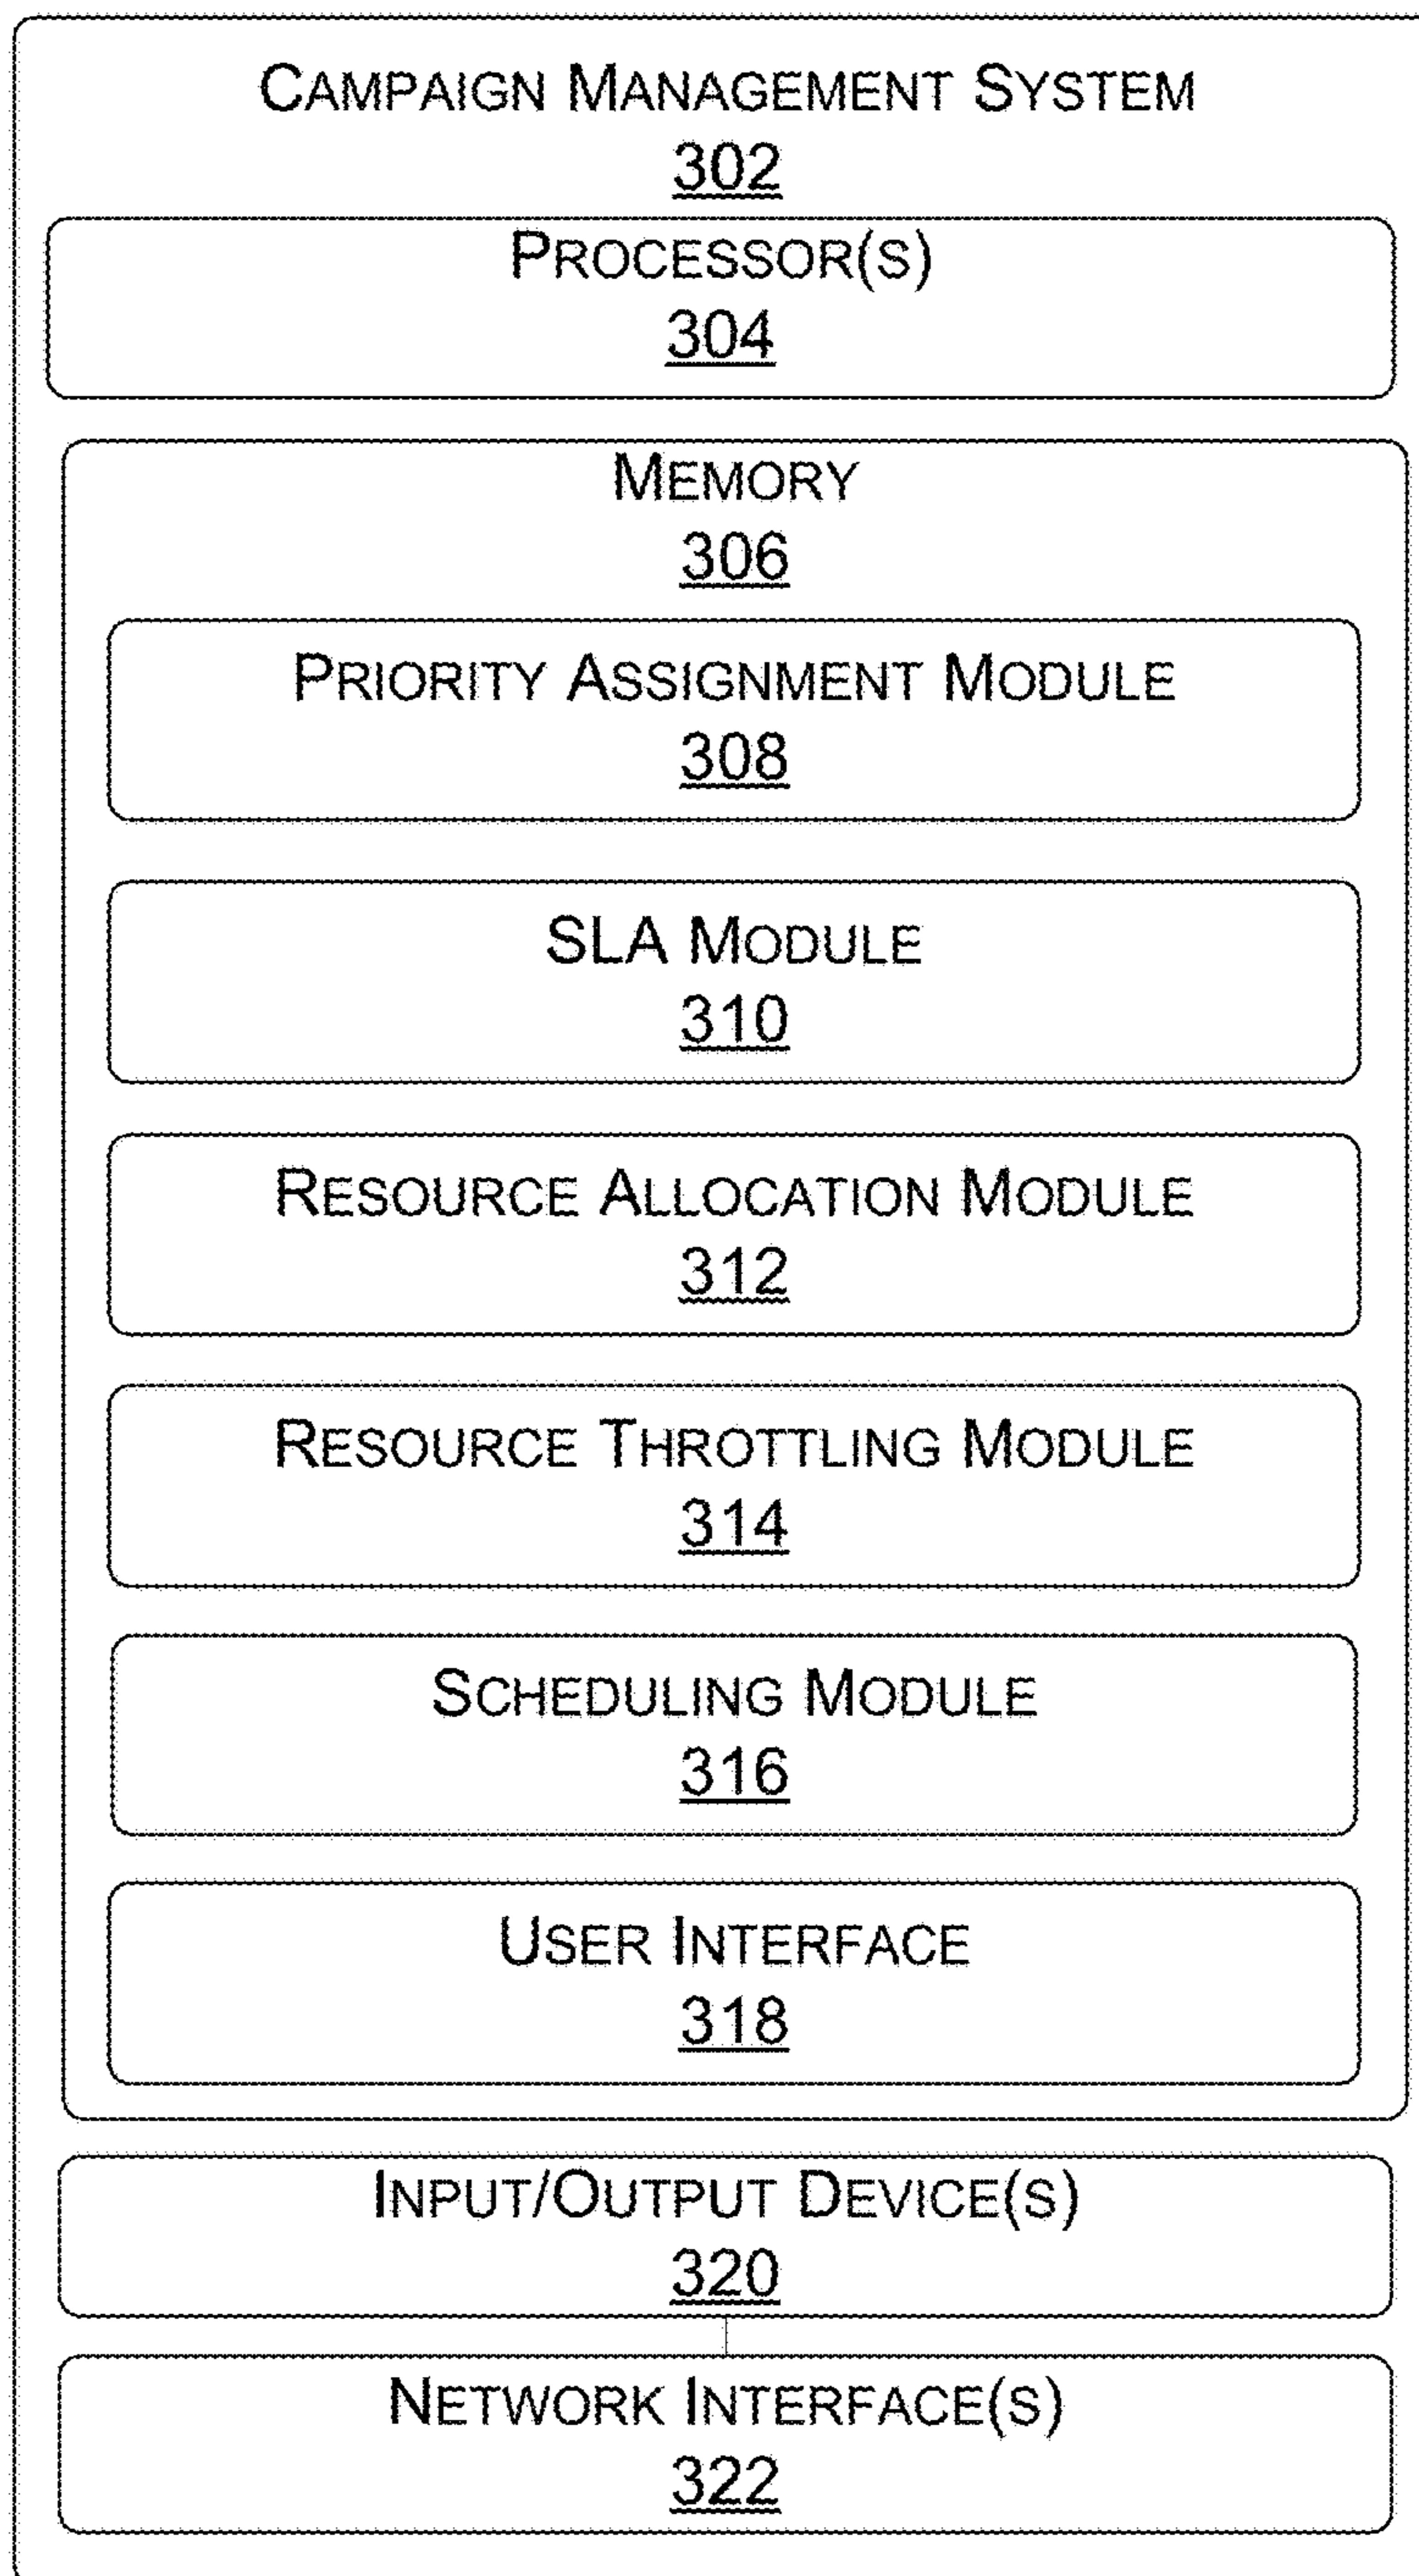 CAMPAIGN MANAGEMENT SYSTEM
302
PROCESSOR(S)
304
MEMORY
306
PRIORITY ASSIGNMENT MODULE
308
SLA MODULE
310
RESOURCE ALLOCATION MODULE
312
RESOURCE THROTTLING MODULE
314
SCHEDULING MODULE
316
USER INTERFACE
318
INPUT/OUTPUT DEVICE(S)
320
NETWORK INTERFACE(S)
322